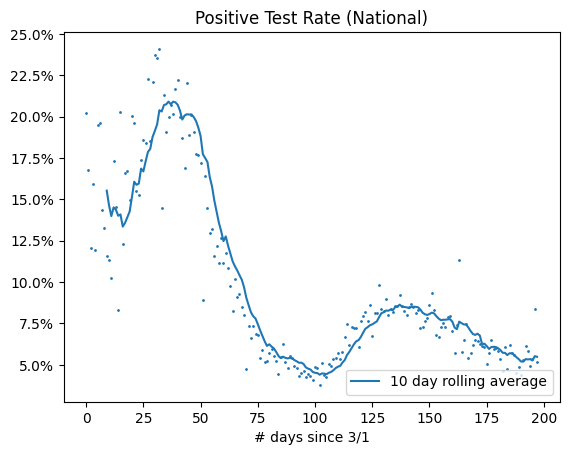 Positive Test Rate (National)
25.0%
22.5%
20.0%
17.5%
15.0%
12.5%
10.0%
7.5%
5.0%
10 day rolling average
0 25 50 75 100 125 150 175 200
# days since 3/1